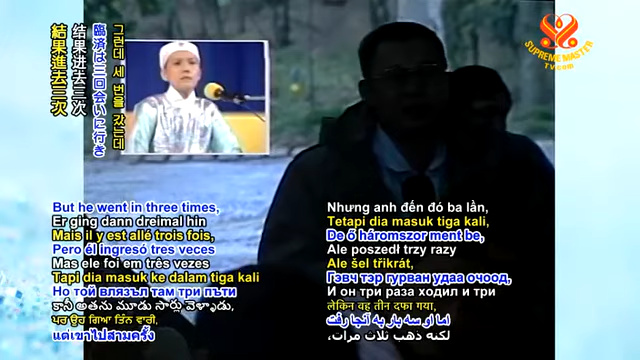 SUPREME MASTER
TV.com
그런데 세 번을 갔는데
臨済は三回会いに行き
结果进去三次
結果進去三次
But he went in three times,
Er ging dann dreimal hin
Mais il y est allé trois fois,
Pero él ingresó tres veces
Mas ele foi em três vezes
Tapi dia masuk ke dalam tiga kali
Но той влязъл там три пъти
కానీ అతను మూడు సార్లు వెళ్ళాడు,
ਪਰ ਉਹ ਗਿਆ ਤਿੰਨ ਵਾਰੀ,
แต่เขาไปสามครั้ง
Nhưng anh đến đó ba lần,
Tetapi dia masuk tiga kali,
De ő háromszor ment be,
Ale poszedł trzy razy
Ale šel třikrát,
Гэвч тэр гурван удаа очоод,
И он три раза ходил и три
लेकिन वह तीन दफा गया,
اما او سه بار به آنجا رفت
لكنه ذهب ثلاث مرات،